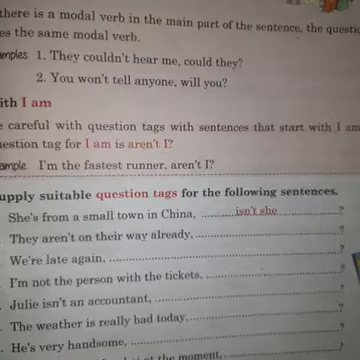 there is a modal verb in the main part of the sentence, the
es the same modal verb.
1. They couldn't hear me, could they?
2. You won't tell anyone, will you?
I am
careful with question tags with sentences that start with I am
tag for I am is aren't I?
I'm the fastest runner, aren't I?
upply suitable question tags for the following sentences.
She's from a small town in China, .......... isn't she ..........?
They aren't on their way already, ..........?
We're late again, ..........?
I'm not the person with the tickets, ..........?
Julie isn't an accountant, ..........?
The weather is really bad today, ..........?
He's very handsome, ..........?
at the moment, ..........?